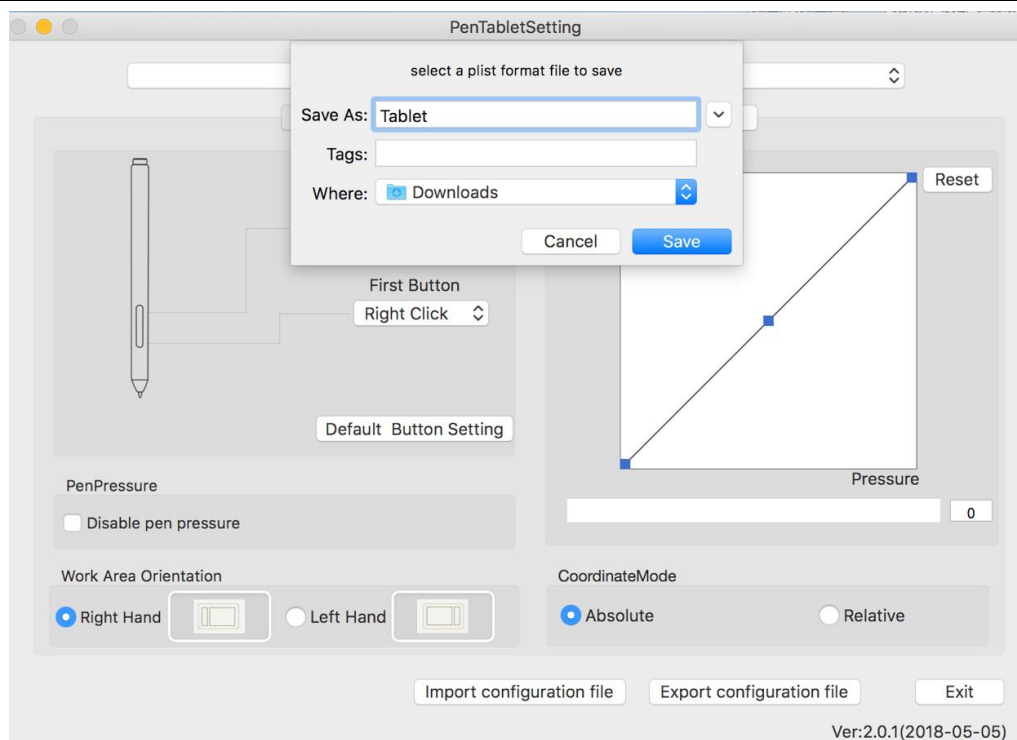 PenTabletSetting
select a plist format file to save
Save As: Tablet
Tags:
Where: Downloads
Cancel Save
Reset
First Button
Right Click
Default Button Setting
Pressure
0
PenPressure
Disable pen pressure
Work Area Orientation
Right Hand Left Hand
CoordinateMode
Absolute Relative
Import configuration file Export configuration file Exit
Ver:2.0.1(2018-05-05)